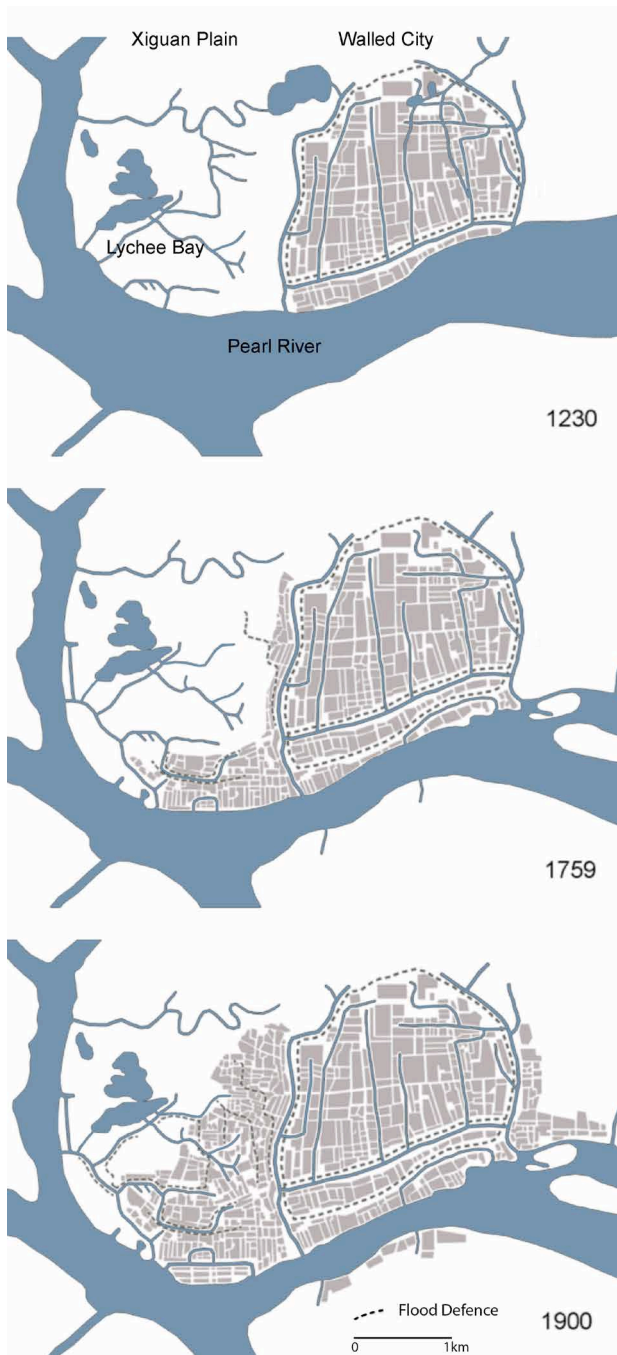 Xiguan Plain
Walled City
Lychee Bay
Pearl River
1230
1759
Flood Defence
0 1km
1900